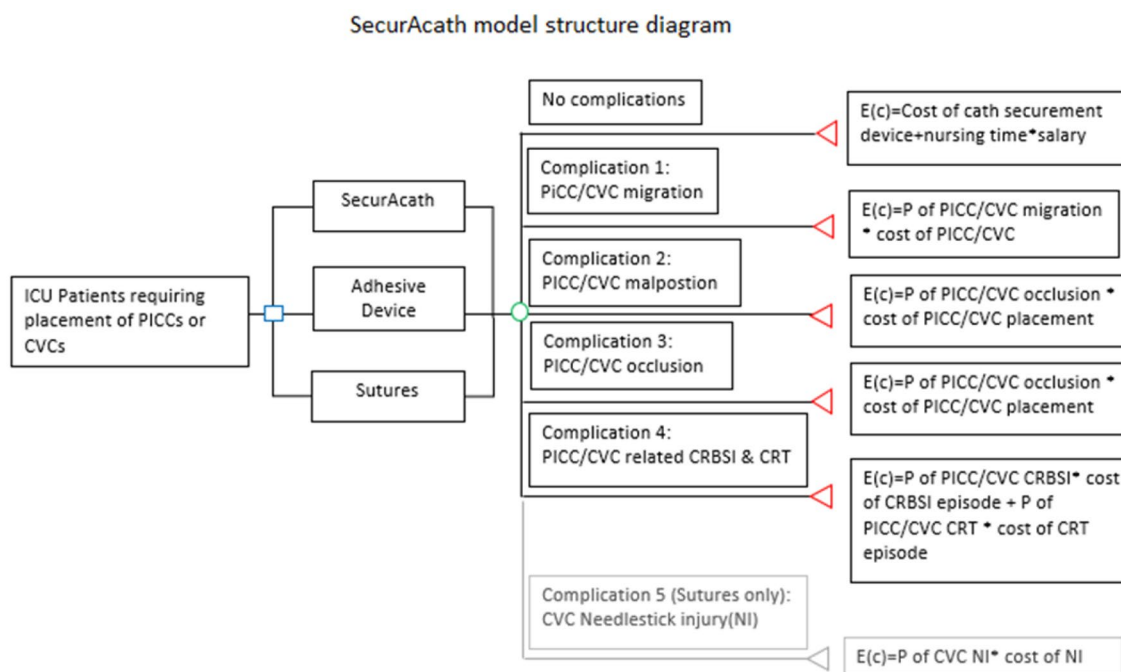 SecurAcath model structure diagram
No complications
E(c)=Cost of cath securement
device+nursing time*salary
Complication 1:
PiCC/CVC migration
SecurAcath
E(c)=P of PICC/CVC migration
* cost of PICC/CVC
Complication 2:
PICC/CVC malpostion
ICU Patients requiring
placement of PICCs or
CVCs
Adhesive
Device
E(c)=P of PICC/CVC occlusion *
cost of PICC/CVC placement
Complication 3:
PICC/CVC occlusion
Sutures
E(c)=P of PICC/CVC occlusion *
cost of PICC/CVC placement
Complication 4:
PICC/CVC related CRBSI & CRT
E(c)=P of PICC/CVC CRBSI* cost
of CRBSI episode + P of
PICC/CVC CRT * cost of CRT
episode
Complication 5 (Sutures only):
CVC Needlestick injury(NI)
E(c)=P of CVC NI* cost of NI